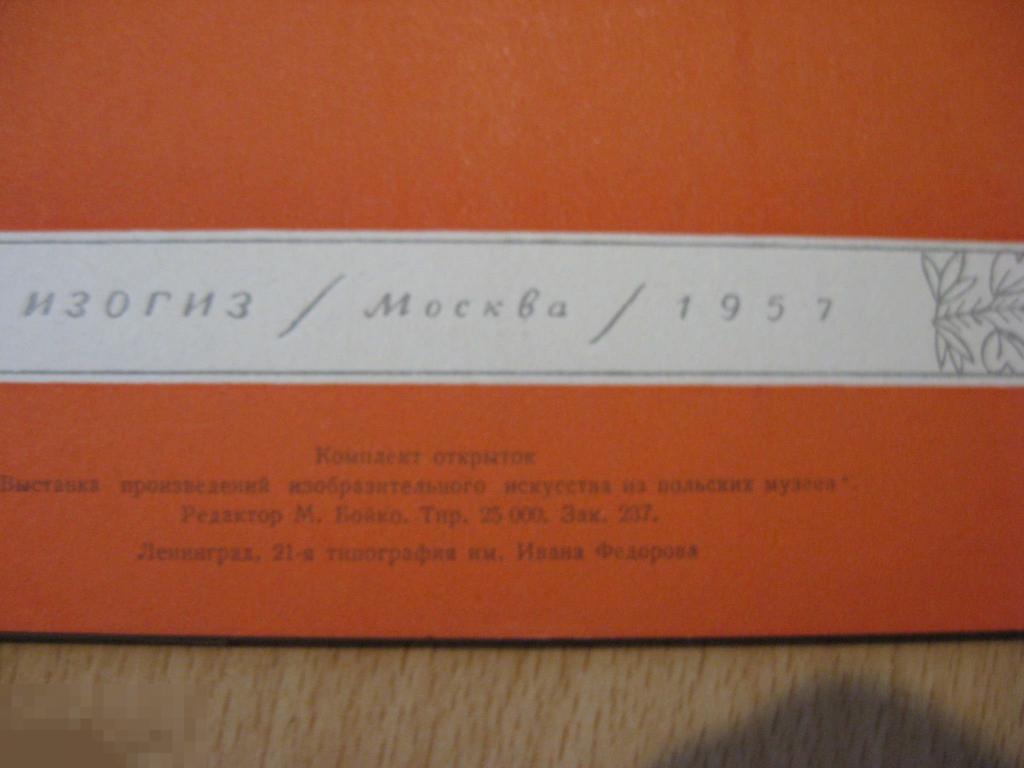 ИЗОГИЗ / Москва / 1957
Комплект открыток
Выставка произведений изобразительного искусства из польских музеев".
Редактор М. Бойко. Тир. 25 000. Зак. 237.
Ленинград, 21-я типография им. Ивана Федорова